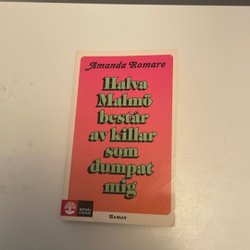 Amanda Romare
Halva
Malmö
består
av killar
som
dumpat
mig
Roman